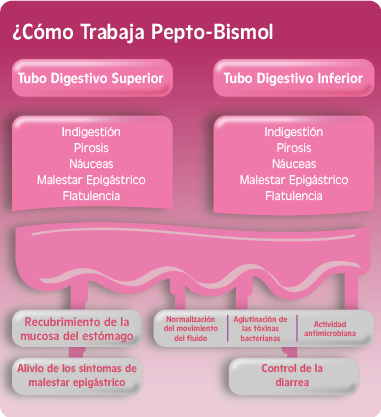 ¿Cómo Trabaja Pepto-Bismol
Tubo Digestivo Superior
Indigestión
Pirosis
Náuseas
Malestar Epigástrico
Flatulencia
Tubo Digestivo Inferior
Indigestión
Pirosis
Náuseas
Malestar Epigástrico
Flatulencia
Recubrimiento de la
mucosa del estómago
Normalización
del movimiento
del fluido
Aglutinación de
las tóxinas
bacterianas
Actividad
antimicrobiana
Alivio de los síntomas de
malestar epigástrico
Control de la
diarrea